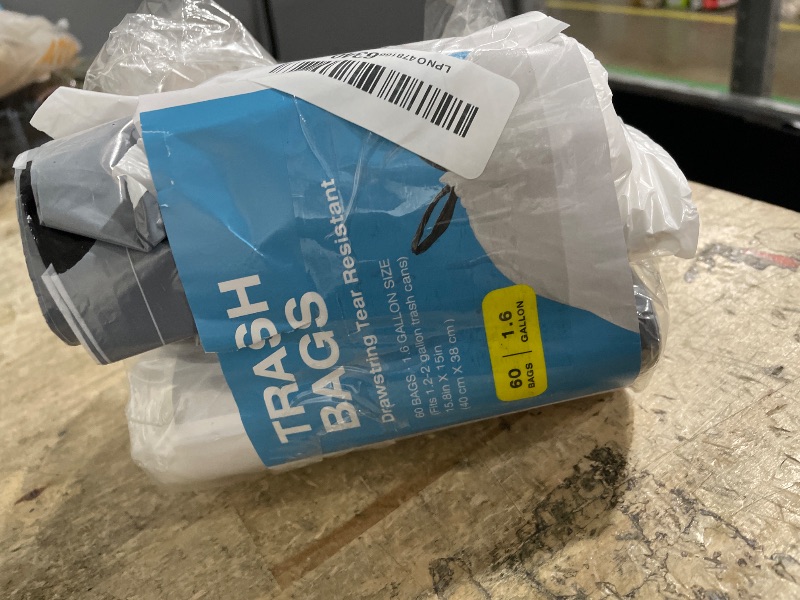 TRASH
BAGS
Drawstring Tear Resistant
60 BAGS · 1.6 GALLON SIZE
(Fits 1.2-2 gallon trash cans)
15.8in X 15in
(40 cm X 38 cm)
60 | 1.6
BAGS GALLON